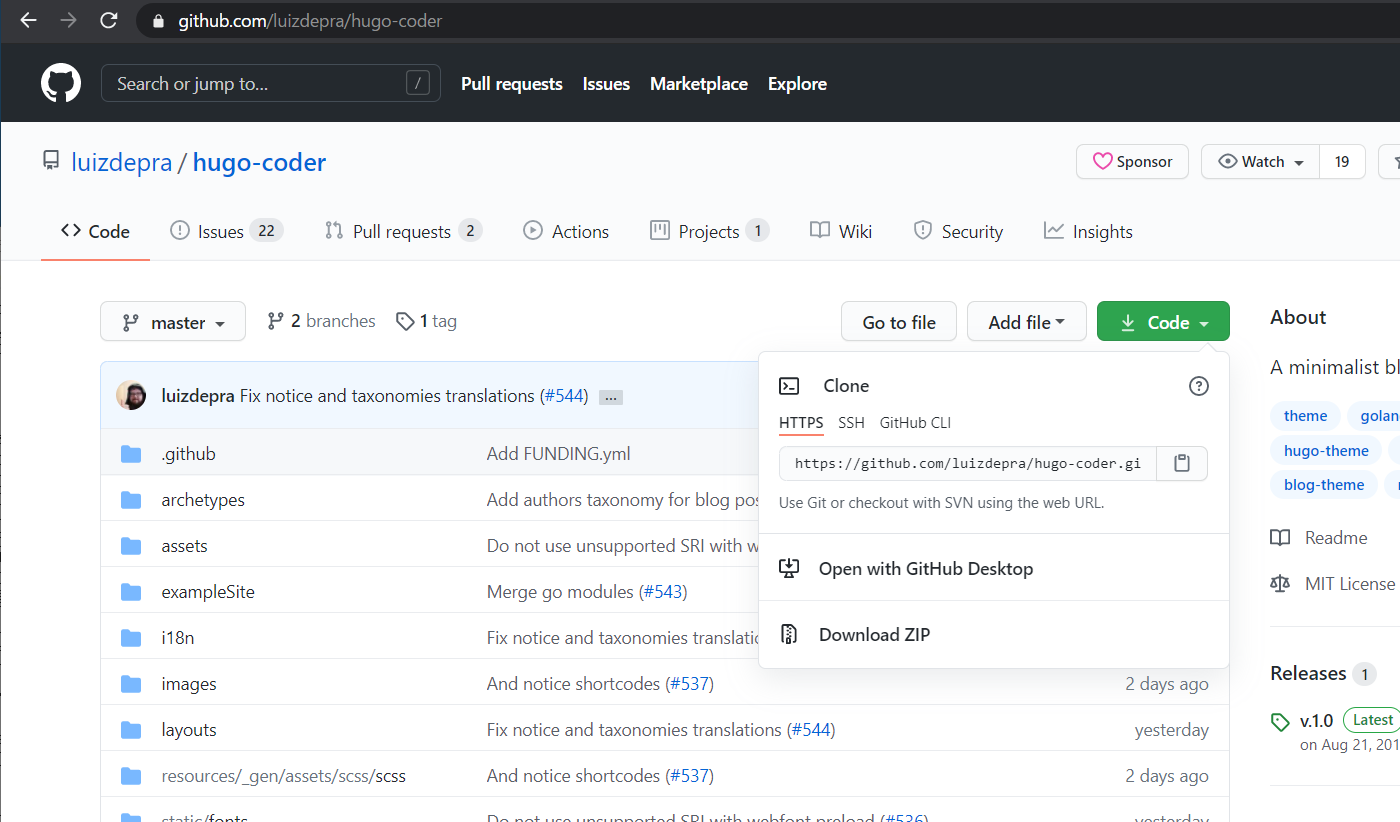 github.com/luizdepra/hugo-coder
Search or jump to... / Pull requests Issues Marketplace Explore
luizdepra / hugo-coder Sponsor Watch 19
Code Issues 22 Pull requests 2 Actions Projects 1 Wiki Security Insights
master 2 branches 1 tag Go to file Add file Code About
A minimalist bl
luizdepra Fix notice and taxonomies translations (#544) ... Clone
theme golan
HTTPS SSH GitHub CLI
hugo-theme
.github Add FUNDING.yml https://github.com/luizdepra/hugo-coder.gi
blog-theme
archetypes Add authors taxonomy for blog pos Use Git or checkout with SVN using the web URL.
Readme
assets Do not use unsupported SRI with w
Open with GitHub Desktop
MIT License
exampleSite Merge go modules (#543)
i18n Fix notice and taxonomies translatio Download ZIP
Releases 1
images And notice shortcodes (#537) 2 days ago
v.1.0 Latest
layouts Fix notice and taxonomies translations (#544) yesterday
on Aug 21, 201
resources/_gen/assets/scss/scss And notice shortcodes (#537) 2 days ago
static/fonts Do not use unsupported SRI with webfont preload (#536) yesterday